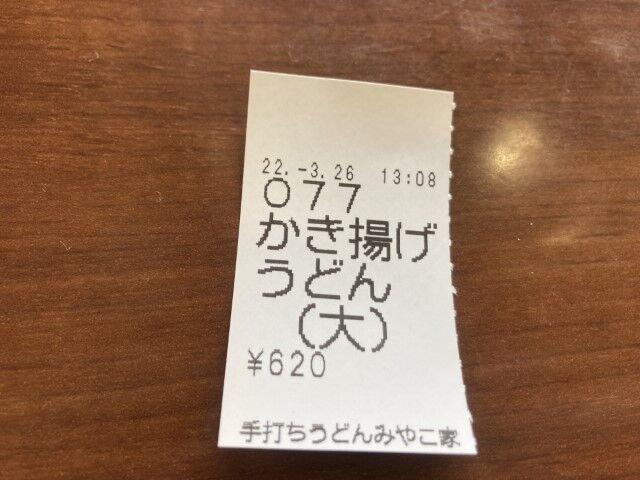 22.-3.26 13:08
077
かき揚げ
うどん
(大)
¥620
手打ちうどんみやこ家